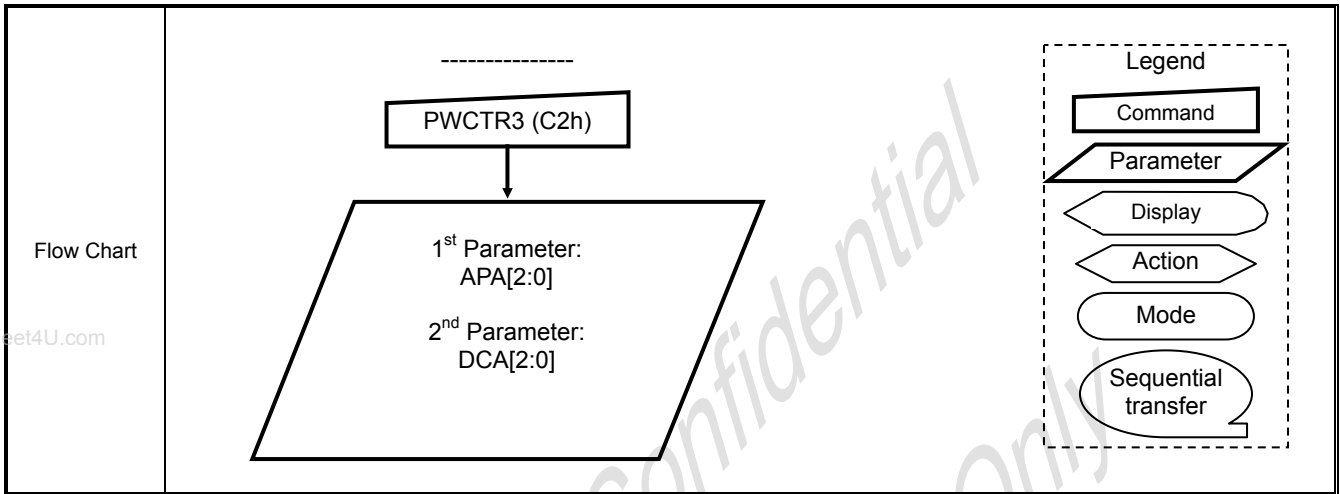 Flow Chart
---------------
PWCTR3 (C2h)
1st Parameter:
APA[2:0]
2nd Parameter:
DCA[2:0]
Legend
Command
Parameter
Display
Action
Mode
Sequential
transfer
eet4U.com
Confidential
Only